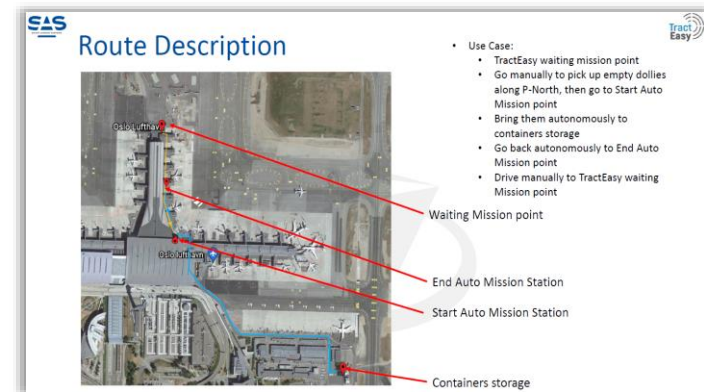 SAS
Tract
Easy
Route Description
• Use Case:
• TractEasy waiting mission point
• Go manually to pick up empty dollies
along P-North, then go to Start Auto
Mission point
• Bring them autonomously to
containers storage
• Go back autonomously to End Auto
Mission point
• Drive manually to TractEasy waiting
Mission point
Oslo Lufthavn
Oslo lufthavn
Waiting Mission point
End Auto Mission Station
Start Auto Mission Station
Containers storage